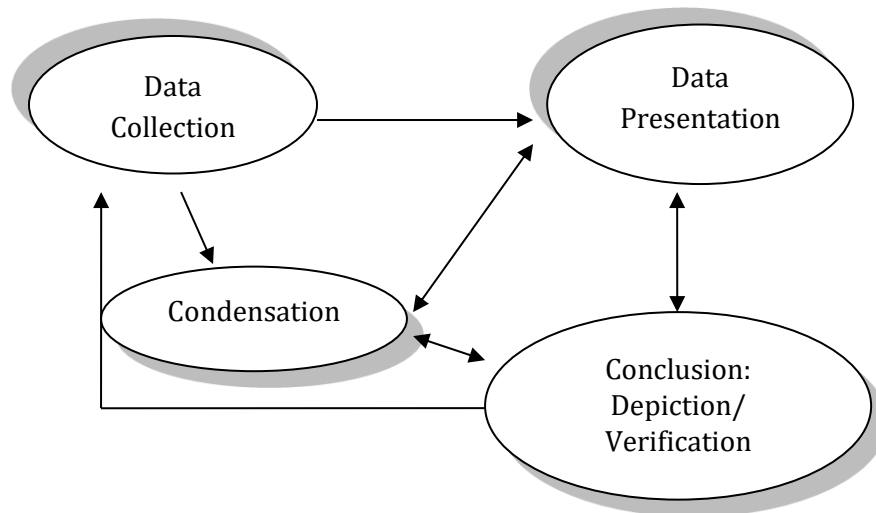 Data
Collection
Data
Presentation
Condensation
Conclusion:
Depiction/
Verification